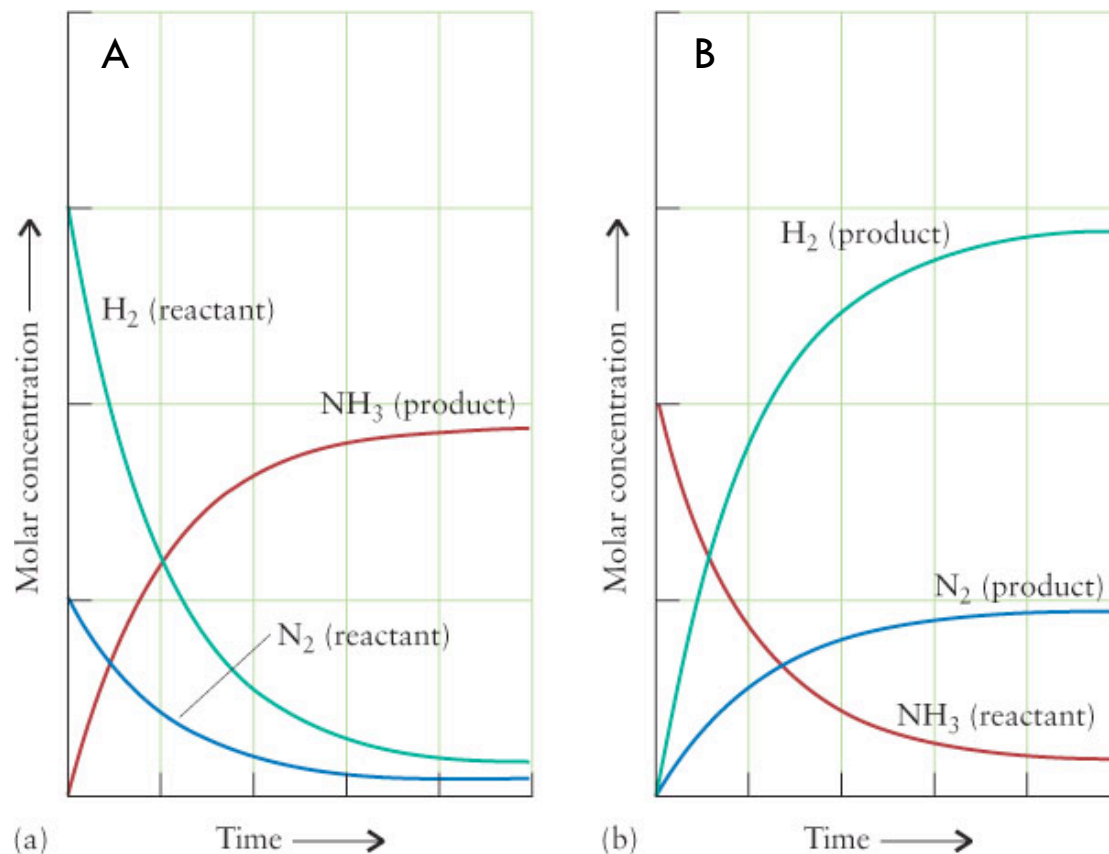 A
H₂ (reactant)
NH₃ (product)
N₂ (reactant)
Molar concentration
(a)
Time
B
H₂ (product)
N₂ (product)
NH₃ (reactant)
Molar concentration
(b)
Time